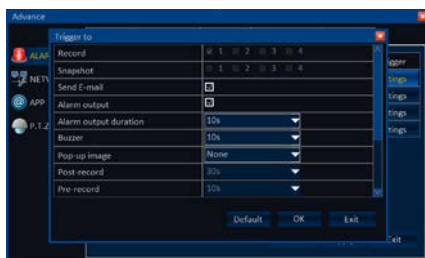 Advance
Trigger to
ALAR
NETW
APP
P.T.Z
Record 1 2 3 4
Snapshot 1 2 3 4
Send E-mail
Alarm output
Alarm output duration 10s
Buzzer 10s
Pop-up image None
Post-record 30s
Pre-record 10s
Default OK Exit
igger
tings
tings
tings
tings
Exit